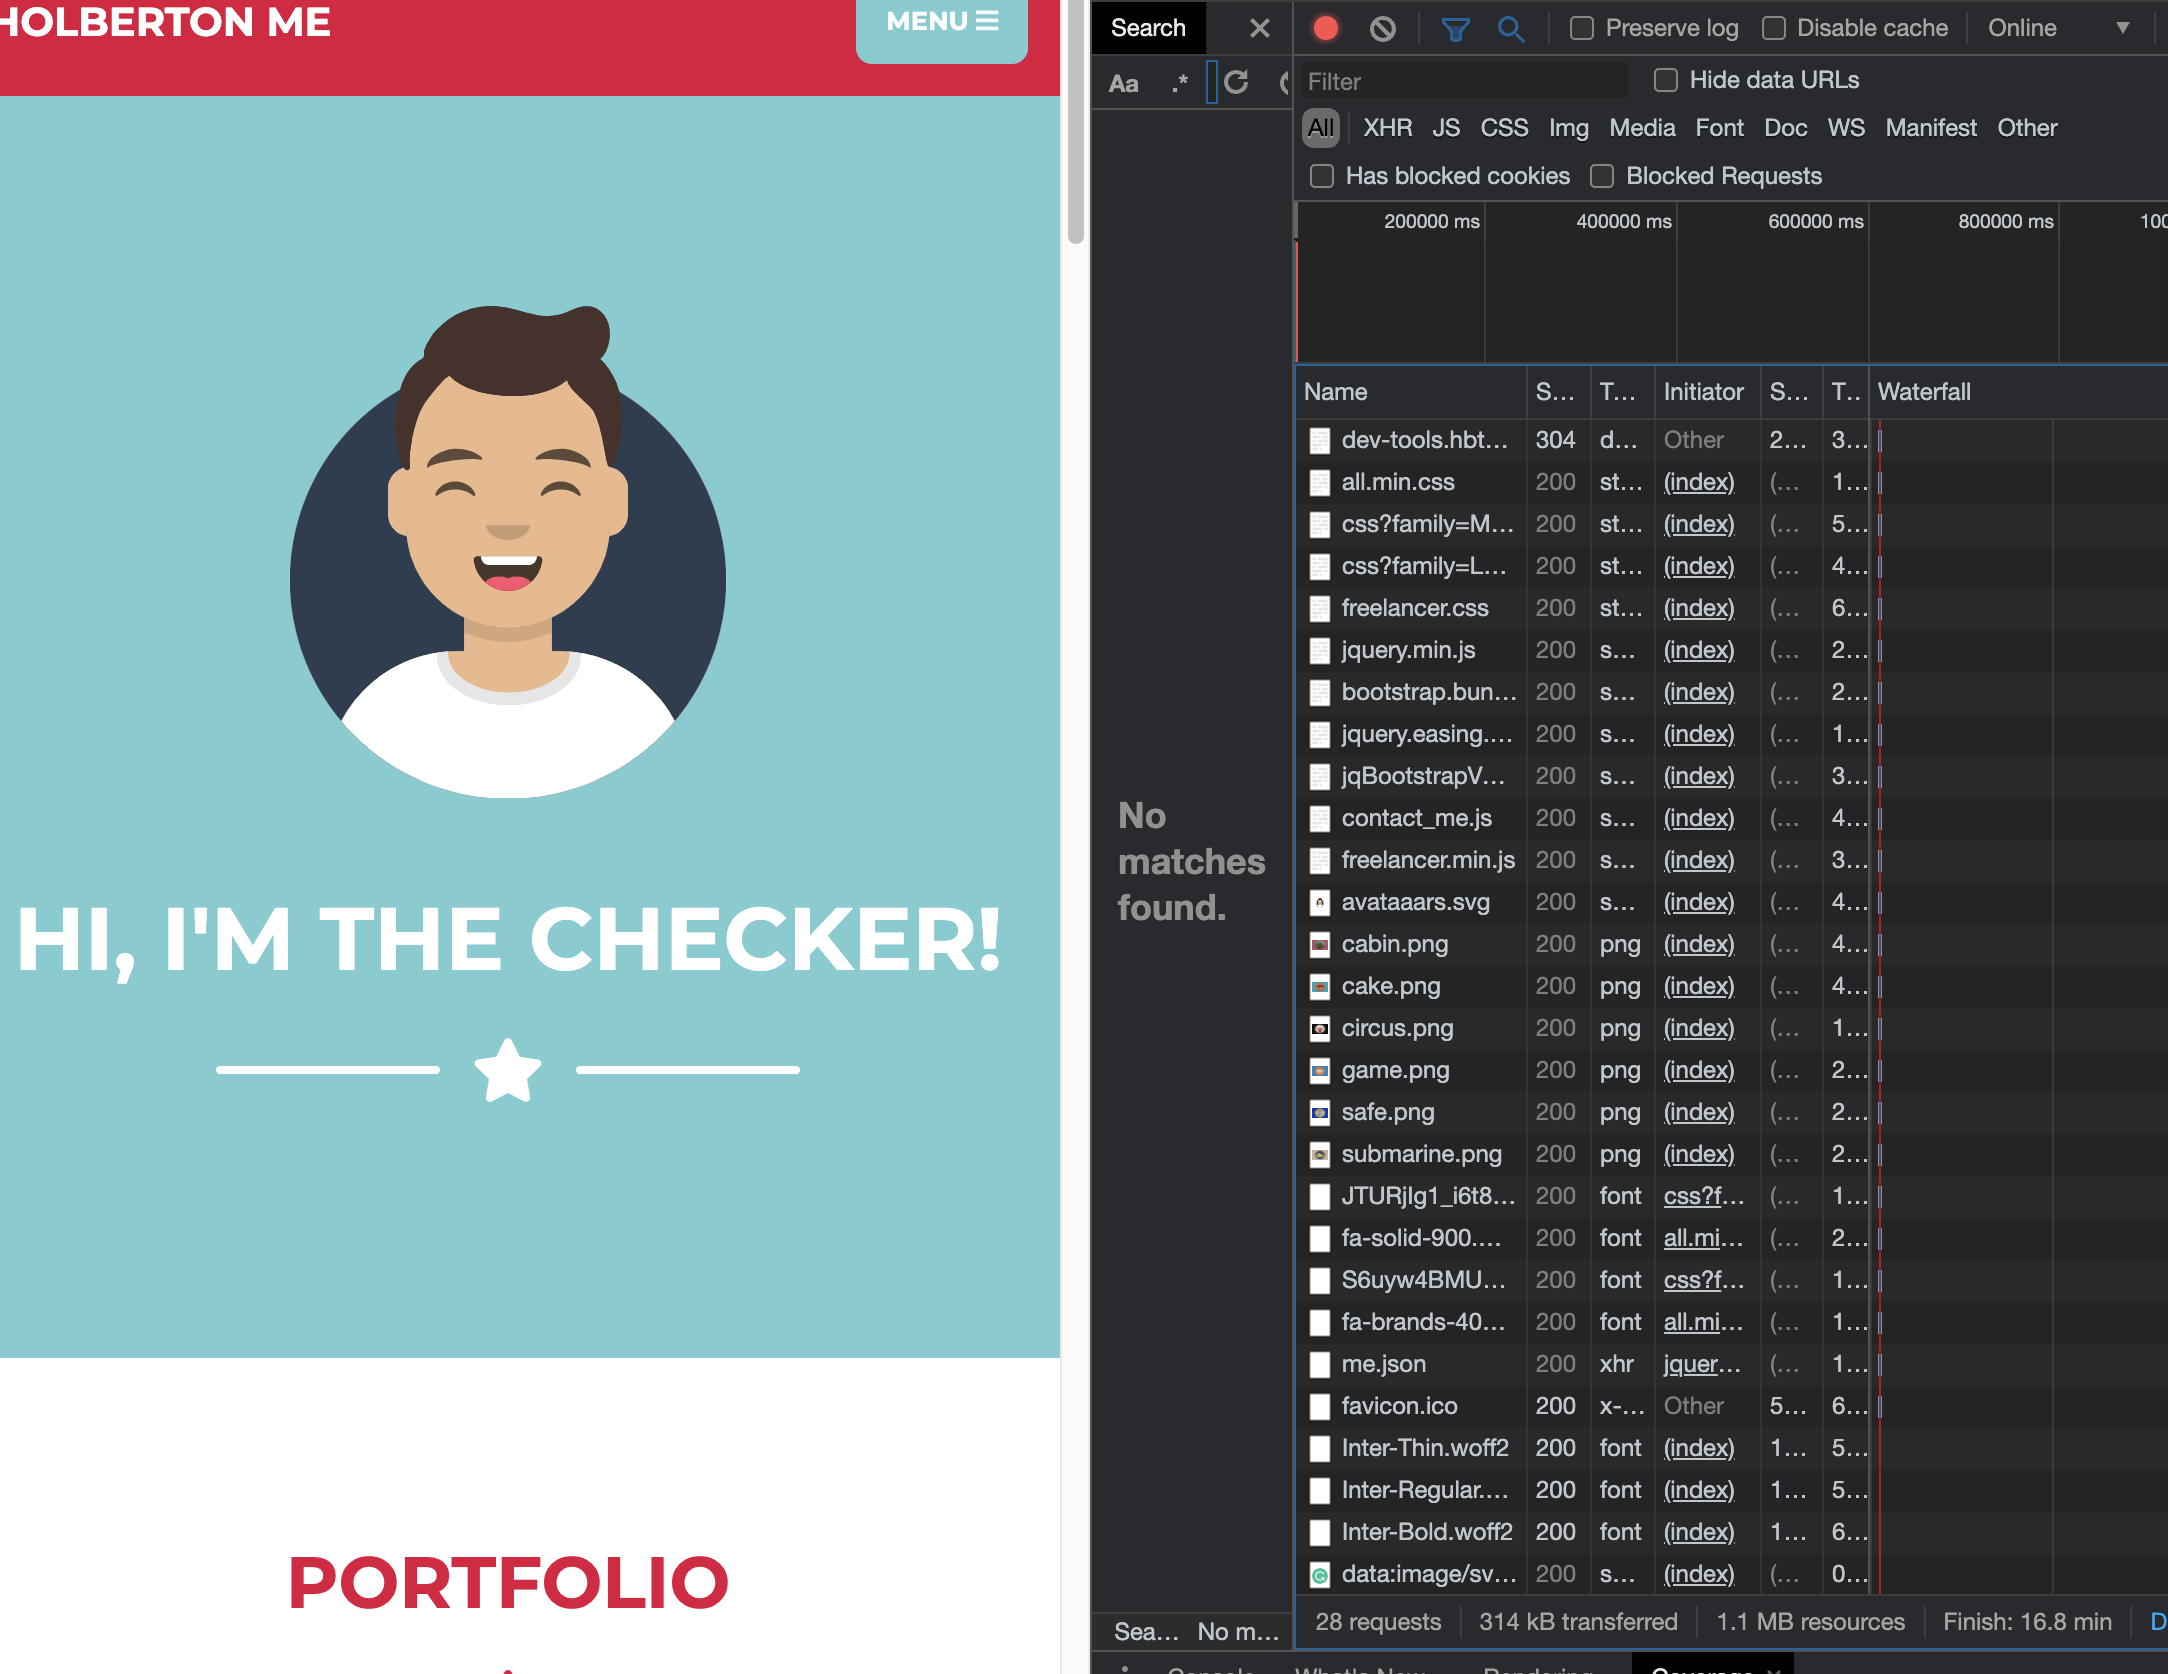 HOLBERTON ME
MENU
HI, I'M THE CHECKER!
PORTFOLIO
Search
Aa .*
No
matches
found.
Sea... No m...
Preserve log Disable cache Online
Filter Hide data URLs
All XHR JS CSS Img Media Font Doc WS Manifest Other
Has blocked cookies Blocked Requests
200000 ms 400000 ms 600000 ms 800000 ms 100
Name S... T... Initiator S... T.. Waterfall
dev-tools.hbt... 304 d... Other 2... 3...
all.min.css 200 st... (index) (... 1...
css?family=M... 200 st... (index) (... 5...
css?family=L... 200 st... (index) (... 4...
freelancer.css 200 st... (index) (... 6...
jquery.min.js 200 s... (index) (... 2...
bootstrap.bun... 200 s... (index) (... 2...
jquery.easing.... 200 s... (index) (... 1...
jqBootstrapV... 200 s... (index) (... 3...
contact_me.js 200 s... (index) (... 4...
freelancer.min.js 200 s... (index) (... 3...
avataaars.svg 200 s... (index) (... 4...
cabin.png 200 png (index) (... 4...
cake.png 200 png (index) (... 4...
circus.png 200 png (index) (... 1...
game.png 200 png (index) (... 2...
safe.png 200 png (index) (... 2...
submarine.png 200 png (index) (... 2...
JTURjIg1_i6t8... 200 font css?f... (... 1...
fa-solid-900.... 200 font all.mi... (... 2...
S6uyw4BMU... 200 font css?f... (... 1...
fa-brands-40... 200 font all.mi... (... 1...
me.json 200 xhr jquer... (... 1...
favicon.ico 200 x-... Other 5... 6...
Inter-Thin.woff2 200 font (index) 1... 5...
Inter-Regular.... 200 font (index) 1... 5...
Inter-Bold.woff2 200 font (index) 1... 6...
data:image/sv... 200 s... (index) (... 0...
28 requests 314 kB transferred 1.1 MB resources Finish: 16.8 min D
Console What's New Rendering Coverage